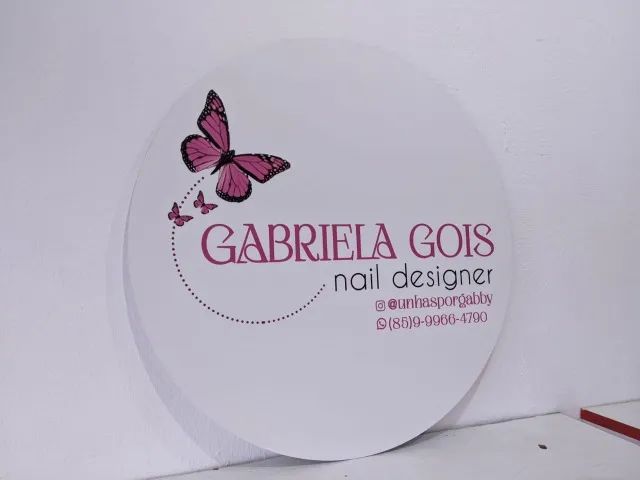 GABRIELA GOIS
nail designer
@unhasporgabby
(85)9-9966-4790